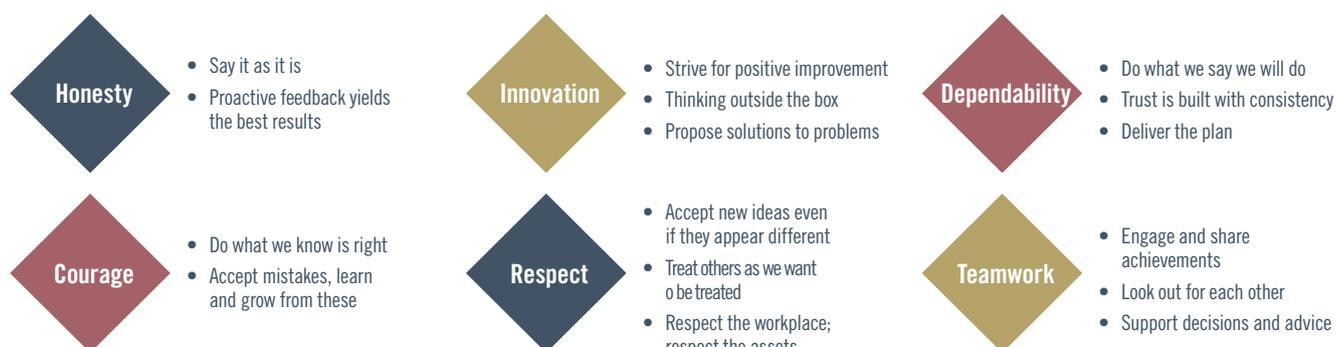 Honesty
Say it as it is
Proactive feedback yields
the best results
Innovation
Strive for positive improvement
Thinking outside the box
Propose solutions to problems
Dependability
Do what we say we will do
Trust is built with consistency
Deliver the plan
Courage
Do what we know is right
Accept mistakes, learn
and grow from these
Respect
Accept new ideas even
if they appear different
Treat others as we want
o be treated
Respect the workplace;
respect the assets
Teamwork
Engage and share
achievements
Look out for each other
Support decisions and advice